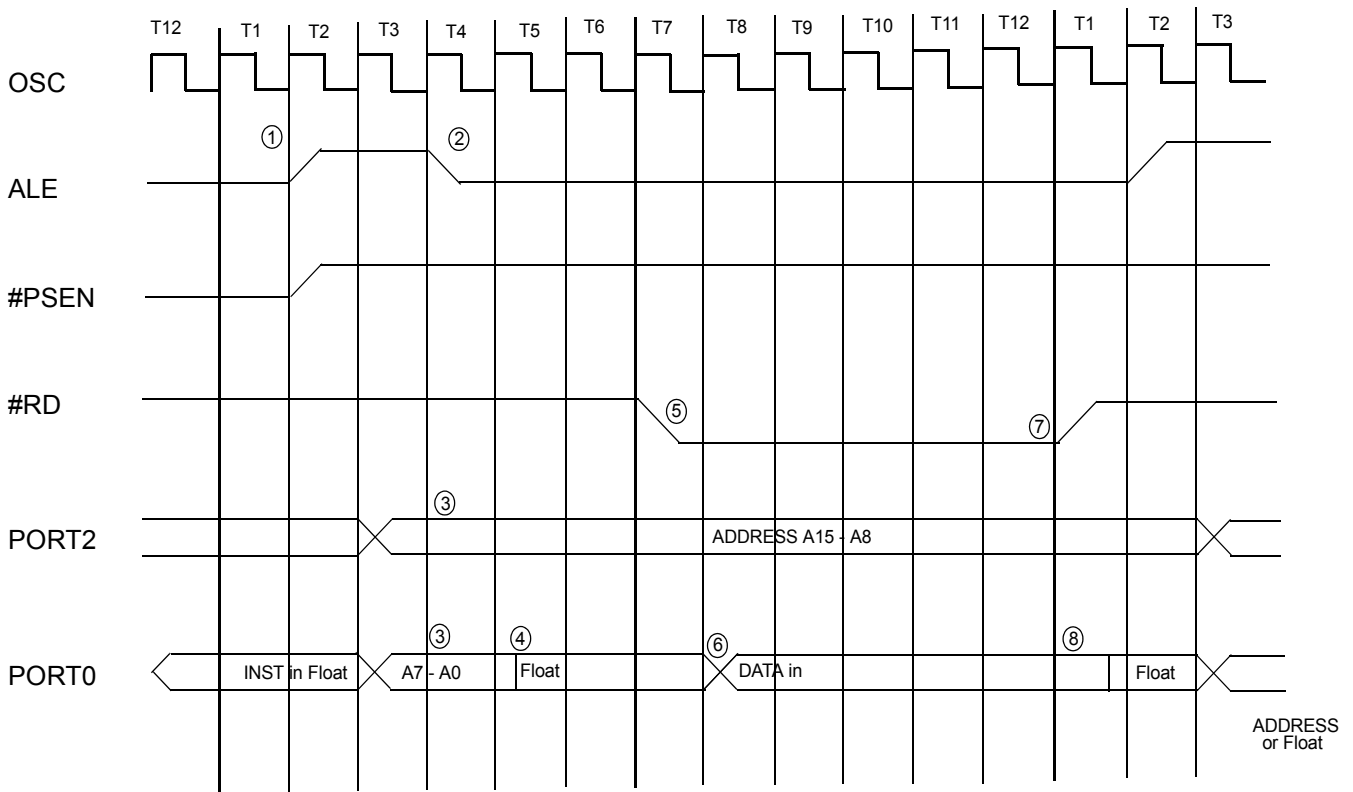 T12 T1 T2 T3 T4 T5 T6 T7 T8 T9 T10 T11 T12 T1 T2 T3
OSC
① ②
ALE
#PSEN
#RD
⑤ ⑦
③
PORT2
ADDRESS A15 - A8
③ ④ ⑥ ⑧
PORT0
INST in Float A7 - A0 Float DATA in Float
ADDRESS
or Float